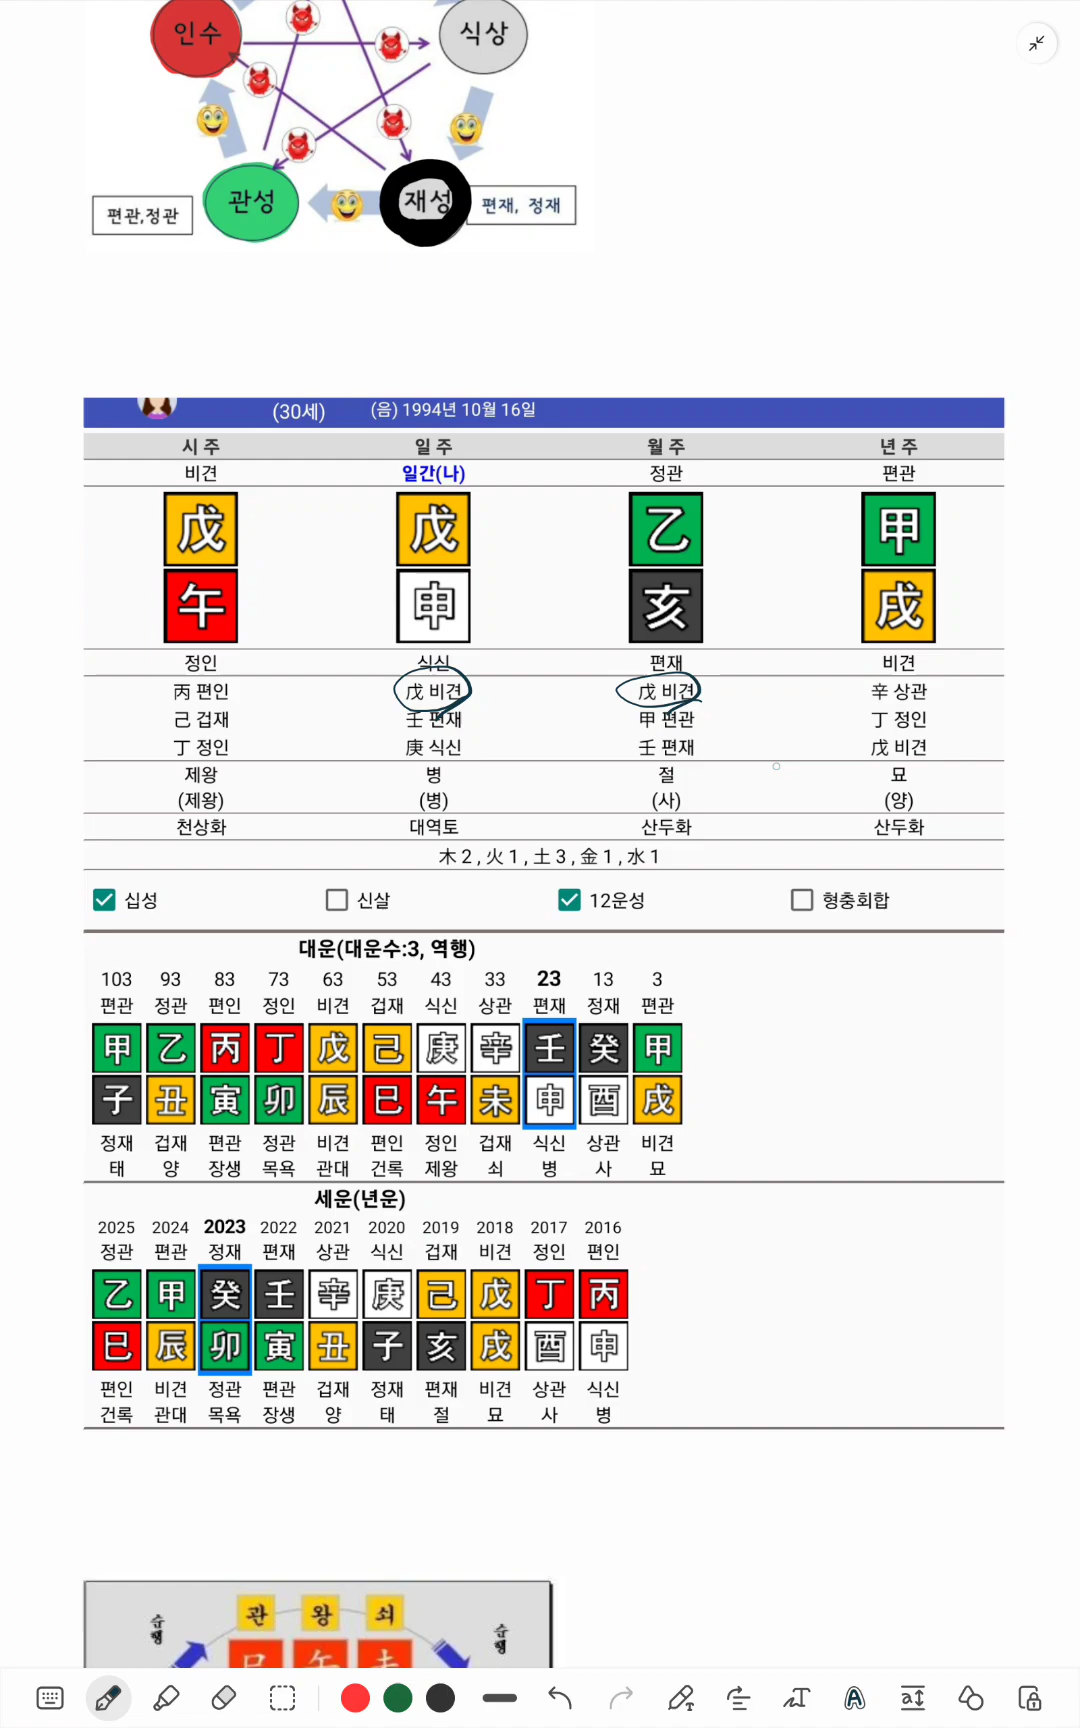 인수
식상
관성
재성
편관,정관
편재, 정재
(30세) (음) 1994년 10월 16일
시 주 일 주 월 주 년 주
비견 일간(나) 정관 편관
戊 戊 乙 甲
午 申 亥 戌
정인 식신 편재 비견
丙 편인 戊 비견 戊 비견 辛 상관
己 겁재 壬 편재 甲 편관 丁 정인
丁 정인 庚 식신 壬 편재 戊 비견
제왕 병 절 묘
(제왕) (병) (사) (양)
천상화 대역토 산두화 산두화
木2, 火1, 土3, 金1, 水1
십성 신살 12운성 형충회합
대운(대운수:3, 역행)
103 93 83 73 63 53 43 33 23 13 3
편관 정관 편인 정인 비견 겁재 식신 상관 편재 정재 편관
甲 乙 丙 丁 戊 己 庚 辛 壬 癸 甲
子 丑 寅 卯 辰 巳 午 未 申 酉 戌
정재 겁재 편관 정관 비견 편인 정인 겁재 식신 상관 비견
태 양 장생 목욕 관대 건록 제왕 쇠 병 사 묘
세운(년운)
2025 2024 2023 2022 2021 2020 2019 2018 2017 2016
정관 편관 정재 편재 상관 식신 겁재 비견 정인 편인
乙 甲 癸 壬 辛 庚 己 戊 丁 丙
巳 辰 卯 寅 丑 子 亥 戌 酉 申
편인 비견 정관 편관 겁재 정재 편재 비견 상관 식신
건록 관대 목욕 장생 양 태 절 묘 사 병
관 왕 쇠
순행 순행